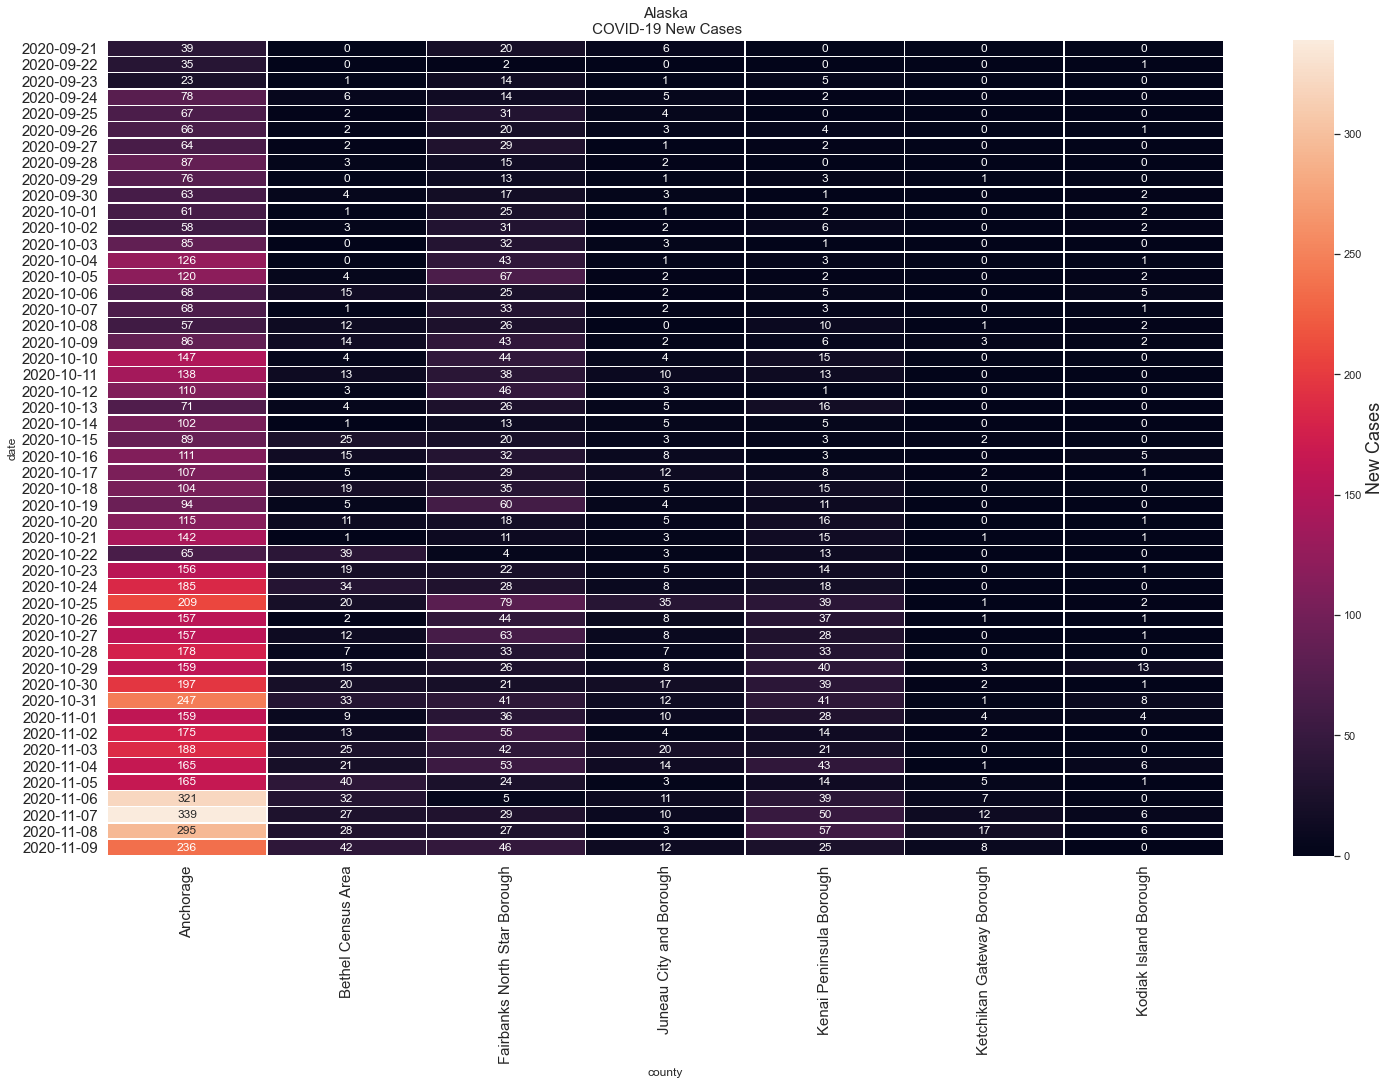 Alaska
COVID-19 New Cases
2020-09-21 39 0 20 6 0 0 0
2020-09-22 35 0 2 0 0 0 1
2020-09-23 23 1 14 1 5 0 0
2020-09-24 78 6 14 5 2 0 0
2020-09-25 67 2 31 4 0 0 0
2020-09-26 66 2 20 3 4 0 1
2020-09-27 64 2 29 1 2 0 0
2020-09-28 87 3 15 2 0 0 0
2020-09-29 76 0 13 1 3 1 0
2020-09-30 63 4 17 3 1 0 2
2020-10-01 61 1 25 1 2 0 2
2020-10-02 58 3 31 2 6 0 2
2020-10-03 85 0 32 3 1 0 0
2020-10-04 126 0 43 1 3 0 1
2020-10-05 120 4 67 2 2 0 2
2020-10-06 68 15 25 2 5 0 5
2020-10-07 68 1 33 2 3 0 1
2020-10-08 57 12 26 0 10 1 2
2020-10-09 86 14 43 2 6 3 2
2020-10-10 147 4 44 4 15 0 0
2020-10-11 138 13 38 10 13 0 0
2020-10-12 110 3 46 3 1 0 0
2020-10-13 71 4 26 5 16 0 0
2020-10-14 102 1 13 5 5 0 0
2020-10-15 89 25 20 3 3 2 0
2020-10-16 111 15 32 8 3 0 5
2020-10-17 107 5 29 12 8 2 1
2020-10-18 104 19 35 5 15 0 0
2020-10-19 94 5 60 4 11 0 0
2020-10-20 115 11 18 5 16 0 1
2020-10-21 142 1 11 3 15 1 1
2020-10-22 65 39 4 3 13 0 0
2020-10-23 156 19 22 5 14 0 1
2020-10-24 185 34 28 8 18 0 0
2020-10-25 209 20 79 35 39 1 2
2020-10-26 157 2 44 8 37 1 1
2020-10-27 157 12 63 8 28 0 1
2020-10-28 178 7 33 7 33 0 0
2020-10-29 159 15 26 8 40 3 13
2020-10-30 197 20 21 17 39 2 1
2020-10-31 247 33 41 12 41 1 8
2020-11-01 159 9 36 10 28 4 4
2020-11-02 175 13 55 4 14 2 0
2020-11-03 188 25 42 20 21 0 0
2020-11-04 165 21 53 14 43 1 6
2020-11-05 165 40 24 3 14 5 1
2020-11-06 321 32 5 11 39 7 0
2020-11-07 339 27 29 10 50 12 6
2020-11-08 295 28 27 3 57 17 6
2020-11-09 236 42 46 12 25 8 0
date
Anchorage
Bethel Census Area
Fairbanks North Star Borough
Juneau City and Borough
Kenai Peninsula Borough
Ketchikan Gateway Borough
Kodiak Island Borough
county
300
250
200
150
100
50
0
New Cases